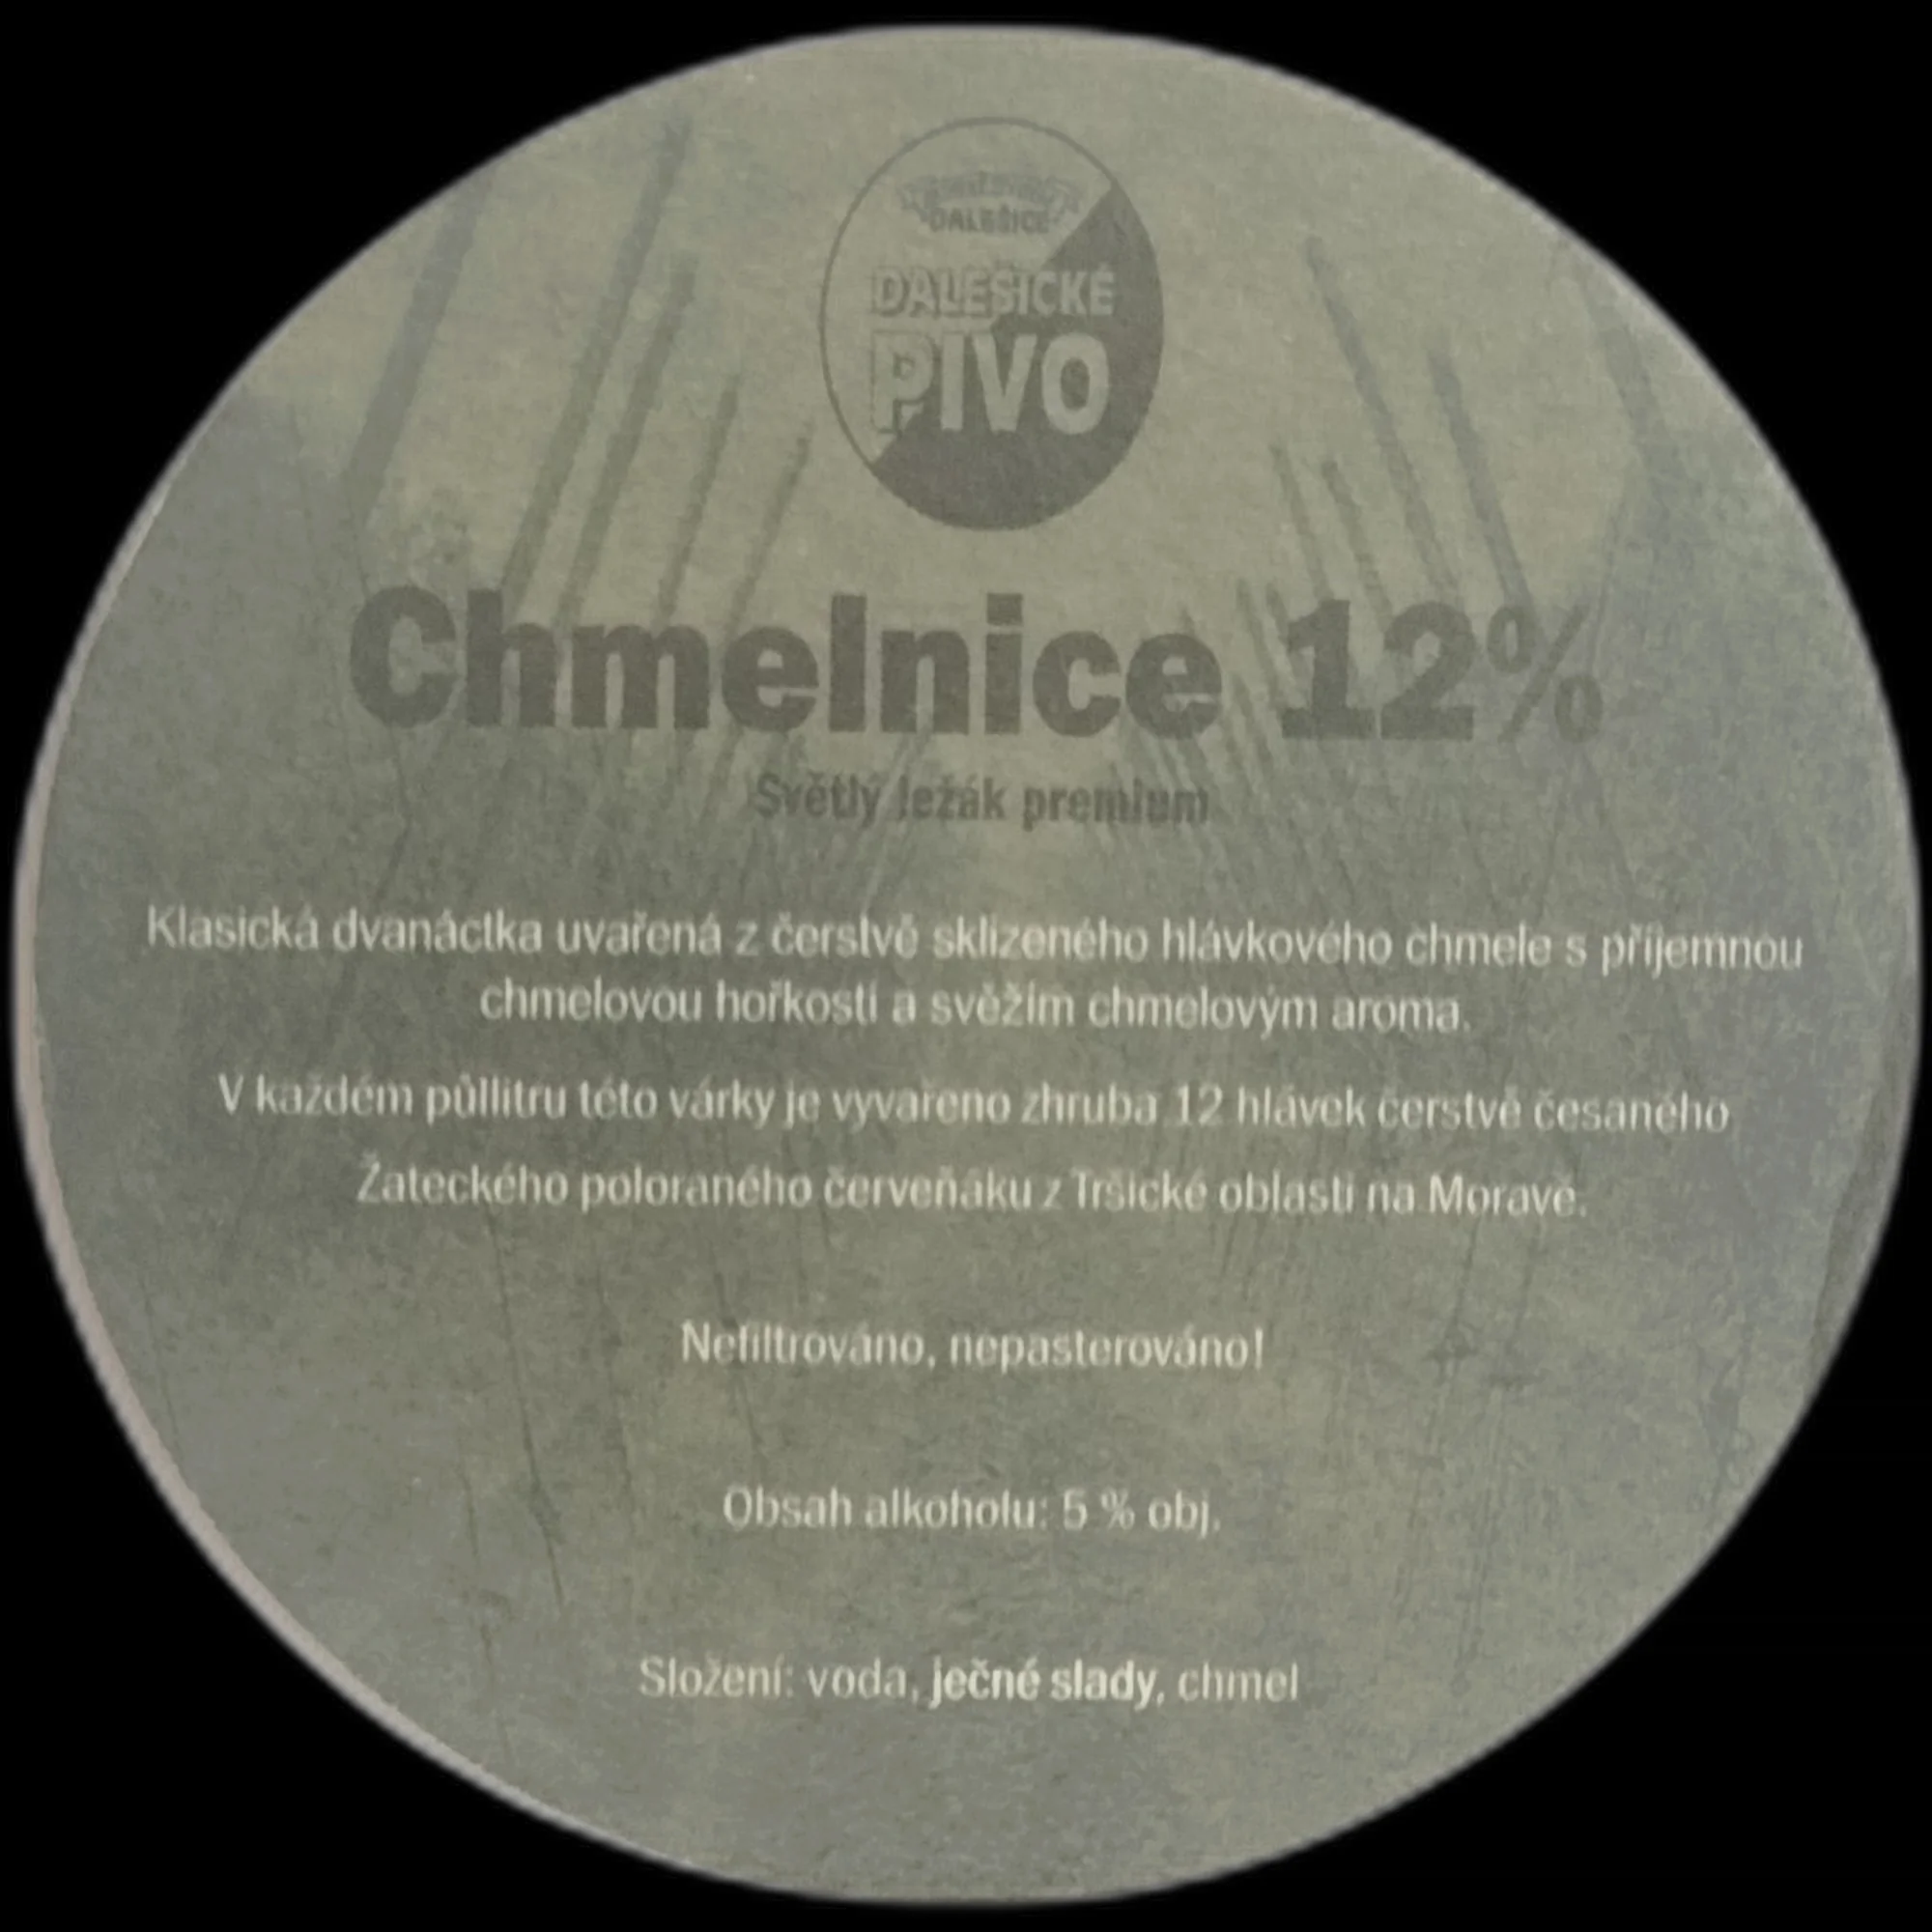 DALEŠICE
DALEŠICKÉ
PIVO
Chmelnice 12%
Světlý ležák premium
Klasická dvanáctka uvařená z čerstvě sklizeného hlávkového chmele s příjemnou
chmelovou hořkostí a svěžím chmelovým aroma.
V každém půllitru této várky je vyvařeno zhruba 12 hlávek čerstvě česaného
Žateckého poloraného červeňáku z Tršické oblasti na Moravě.
Nefiltrováno, nepasterováno!
Obsah alkoholu: 5 % obj.
Složení: voda, ječné slady, chmel